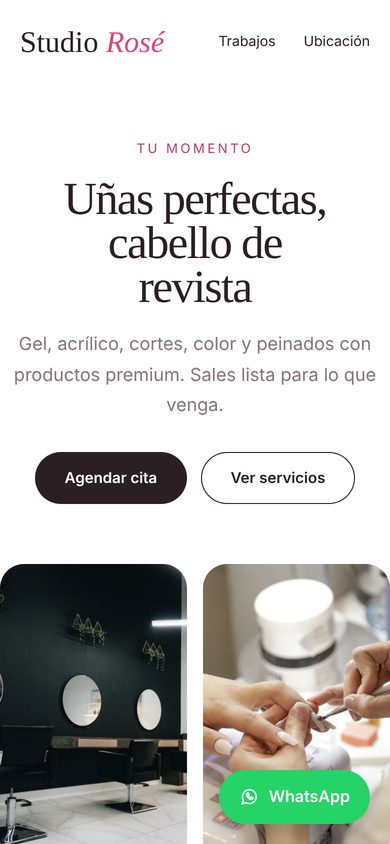 Studio Rosé
Trabajos
Ubicación
TU MOMENTO
Uñas perfectas,
cabello de
revista
Gel, acrílico, cortes, color y peinados con
productos premium. Sales lista para lo que
venga.
Agendar cita
Ver servicios
WhatsApp